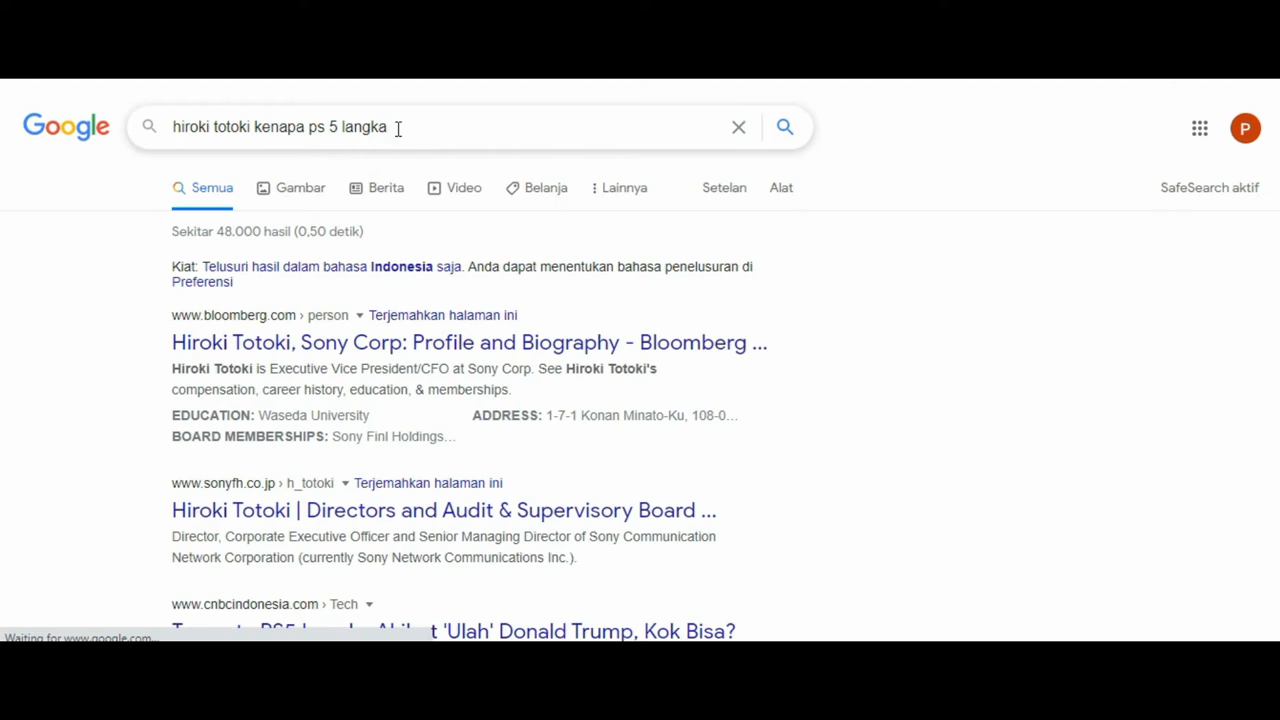 Google
hiroki totoki kenapa ps 5 langka
P
Semua Gambar Berita Video Belanja Lainnya Setelan Alat SafeSearch aktif
Sekitar 48.000 hasil (0,50 detik)
Kiat: Telusuri hasil dalam bahasa Indonesia saja. Anda dapat menentukan bahasa penelusuran di
Preferensi
www.bloomberg.com › person Terjemahkan halaman ini
Hiroki Totoki, Sony Corp: Profile and Biography - Bloomberg ...
Hiroki Totoki is Executive Vice President/CFO at Sony Corp. See Hiroki Totoki's
compensation, career history, education, & memberships.
EDUCATION: Waseda University ADDRESS: 1-7-1 Konan Minato-Ku, 108-0...
BOARD MEMBERSHIPS: Sony Finl Holdings...
www.sonyfh.co.jp › h_totoki Terjemahkan halaman ini
Hiroki Totoki | Directors and Audit & Supervisory Board ...
Director, Corporate Executive Officer and Senior Managing Director of Sony Communication
Network Corporation (currently Sony Network Communications Inc.).
www.cnbcindonesia.com › Tech
PS5 'Ulah' Donald Trump, Kok Bisa?
Waiting for www.google.com...